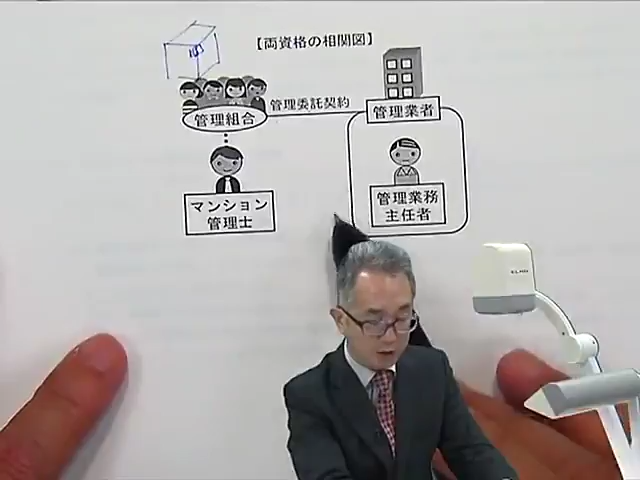 【両資格の相関図】
管理委託契約
管理組合
管理業者
マンション
管理士
管理業務
主任者
ELMO